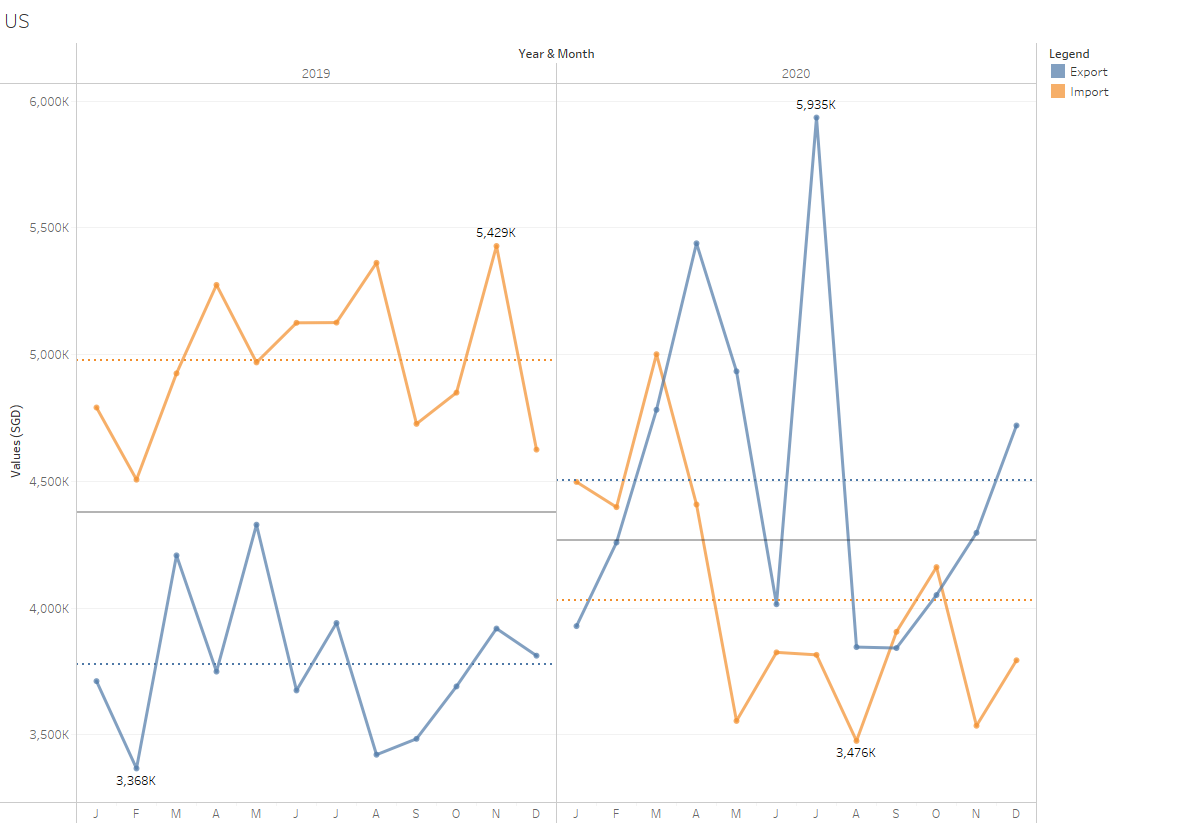 US
Year & Month
Legend
2019
2020
Export
Import
6,000K
5,935K
5,500K
5,429K
5,000K
Values (SGD)
4,500K
4,000K
3,500K
3,476K
3,368K
J F M A M J J A S O N D J F M A M J J A S O N D